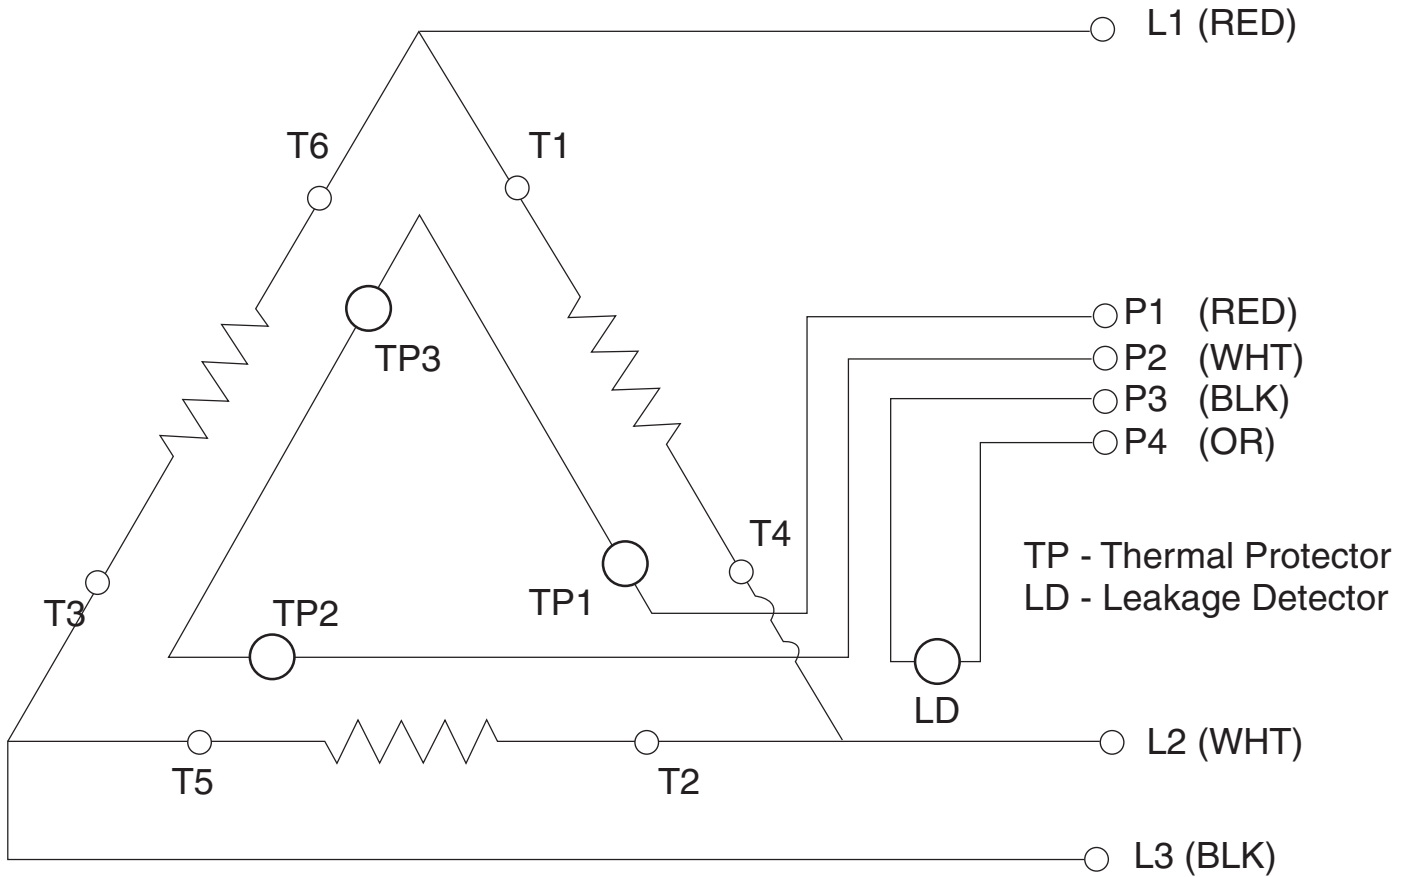 L1 (RED)
T6
T1
P1 (RED)
TP3
P2 (WHT)
P3 (BLK)
P4 (OR)
T4
TP - Thermal Protector
LD - Leakage Detector
T3
TP2
TP1
LD
L2 (WHT)
T5
T2
L3 (BLK)